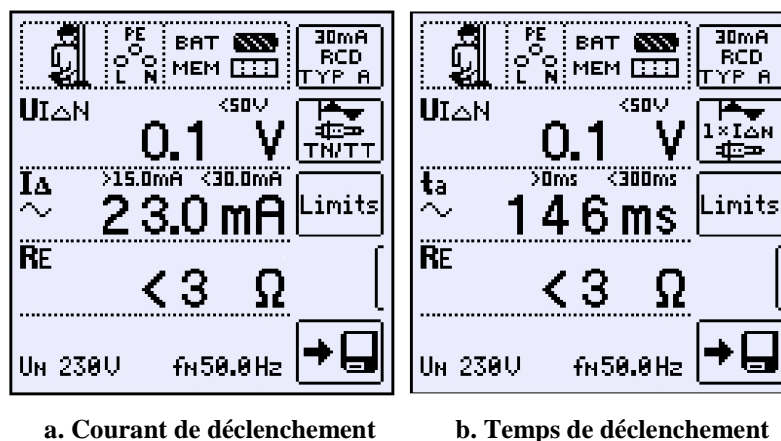 PE
L N
BAT
MEM
30mA
RCD
TYP A
UI△N
<50V
0.1 V
TN/TT
I△
>15.0mA <30.0mA
23.0 mA
Limits
RE
<3 Ω
UN 230V fN50.0Hz
PE
L N
BAT
MEM
30mA
RCD
TYP A
UI△N
<50V
0.1 V
1×I△N
ta
>0ms <300ms
146 ms
Limits
RE
<3 Ω
UN 230V fN50.0Hz
a. Courant de déclenchement
b. Temps de déclenchement